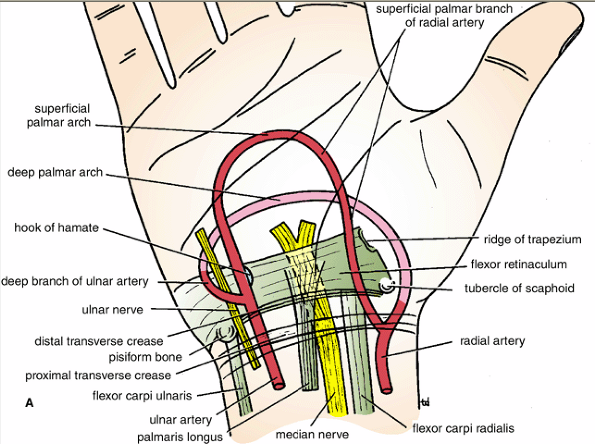 superficial palmar branch
of radial artery
superficial
palmar arch
deep palmar arch
hook of hamate
deep branch of ulnar artery
ulnar nerve
distal transverse crease
pisiform bone
proximal transverse crease
flexor carpi ulnaris
A
ulnar artery
palmaris longus
median nerve
ridge of trapezium
flexor retinaculum
tubercle of scaphoid
radial artery
flexor carpi radialis